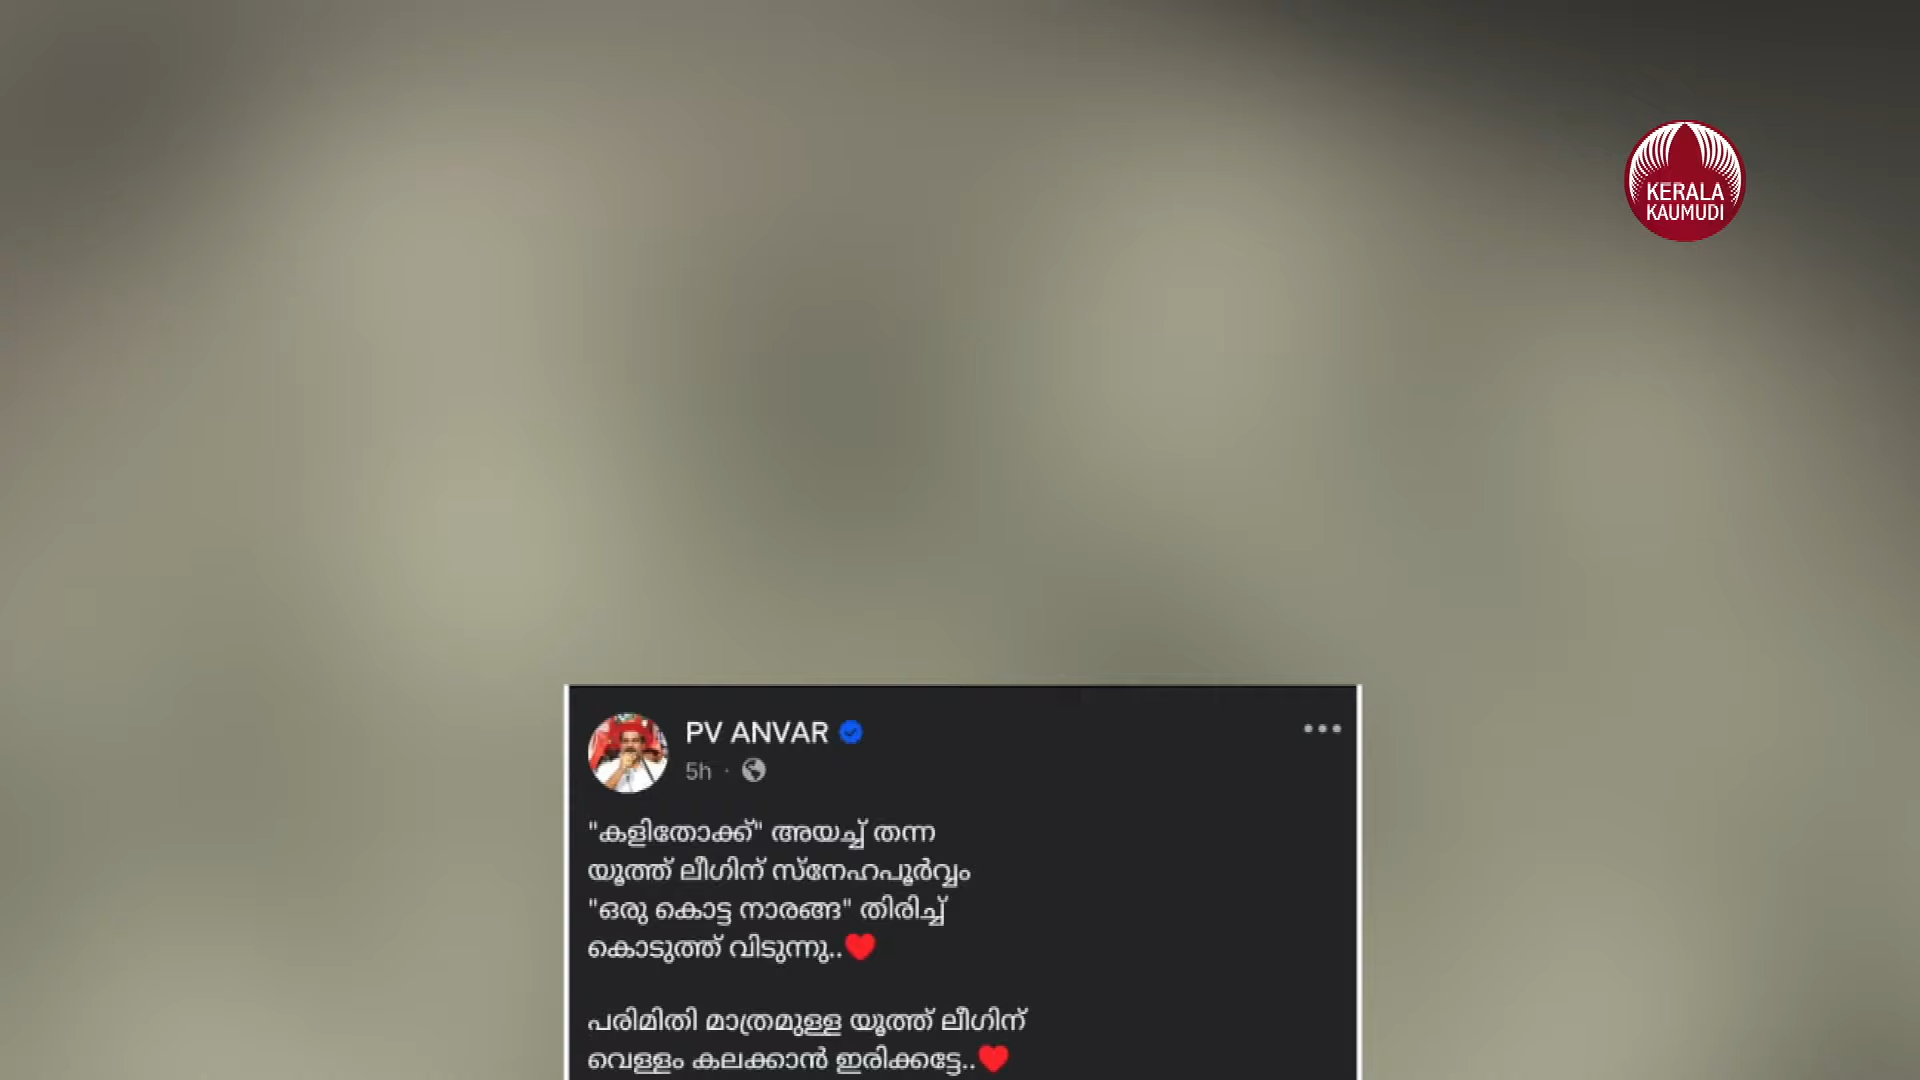 KERALA
KAUMUDI
PV ANVAR
5h ·
"കളിതോക്ക്" അയച്ച് തന്ന
യൂത്ത് ലീഗിന് സ്നേഹപൂർവ്വം
"ഒരു കൊട്ട നാരങ്ങ" തിരിച്ച്
കൊടുത്ത് വിടുന്നു..❤️
പരിമിതി മാത്രമുള്ള യൂത്ത് ലീഗിന്
വെള്ളം കലക്കാൻ ഇരിക്കട്ടേ..❤️